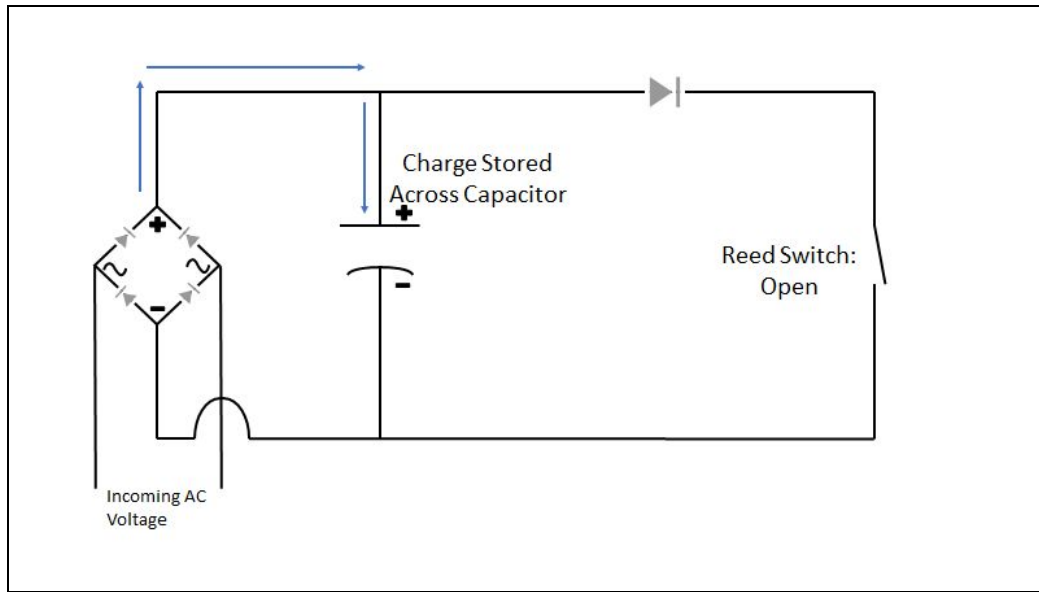 Charge Stored
Across Capacitor
+
-
+
-
Reed Switch:
Open
Incoming AC
Voltage